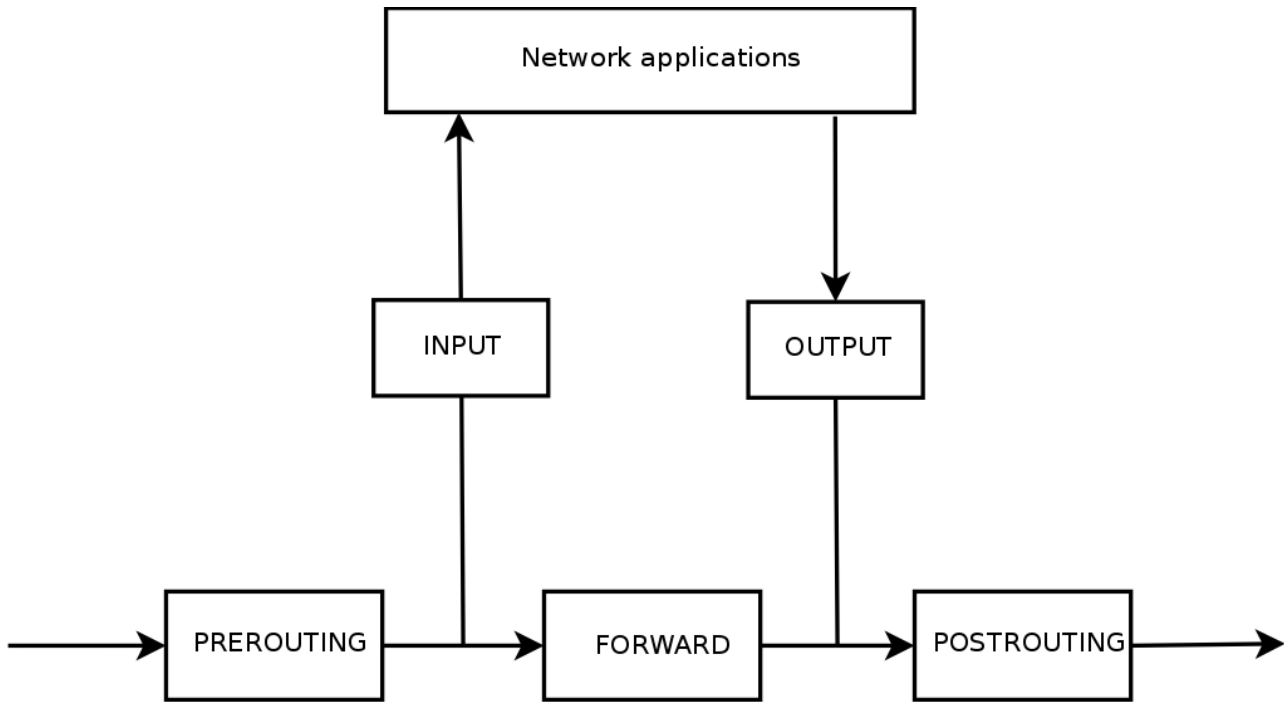 Network applications
INPUT
OUTPUT
PREROUTING
FORWARD
POSTROUTING